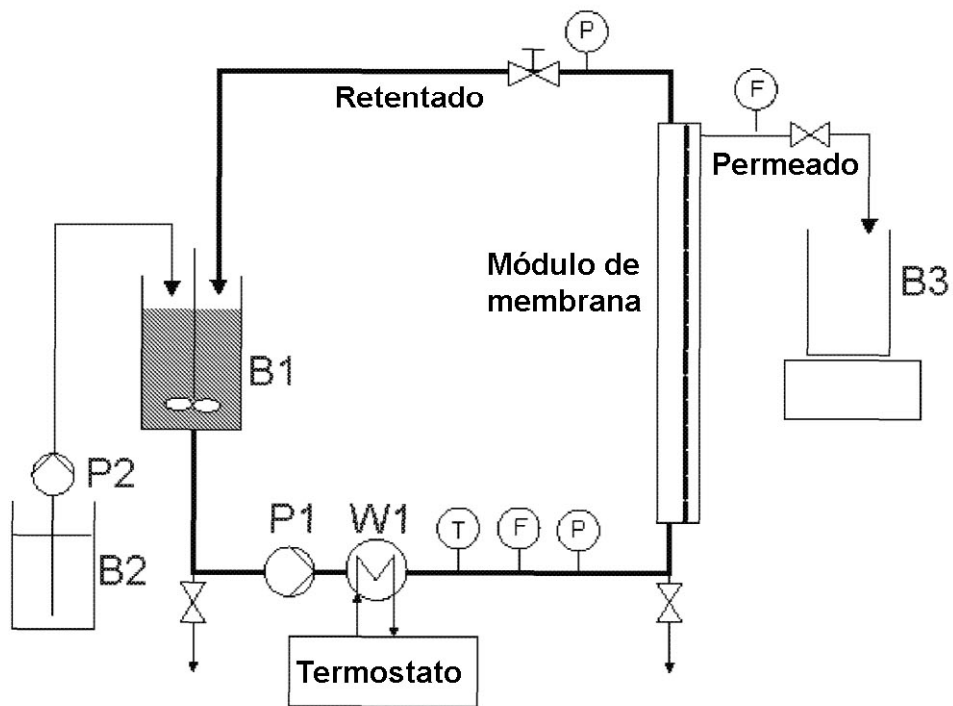 P
Retentado
F
Permeado
Módulo de
membrana
B3
B1
P2
P1
W1
T
F
P
B2
Termostato